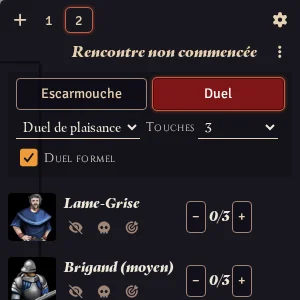 + 1 2
Rencontre non commencée
Escarmouche Duel
Duel de plaisance Touches 3
Duel formel
Lame-Grise
− 0/3 +
Brigand (moyen)
− 0/3 +